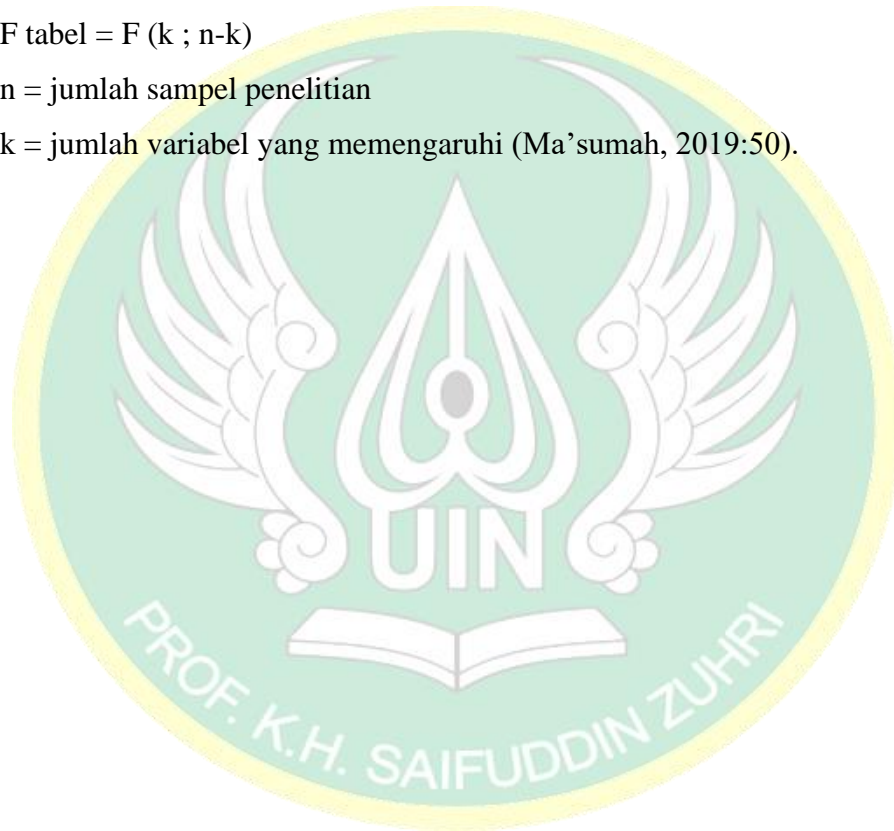 F tabel = F (k ; n-k)
n = jumlah sampel penelitian
k = jumlah variabel yang memengaruhi (Ma’sumah, 2019:50).
UIN
PROF. K.H. SAIFUDDIN ZUHRI